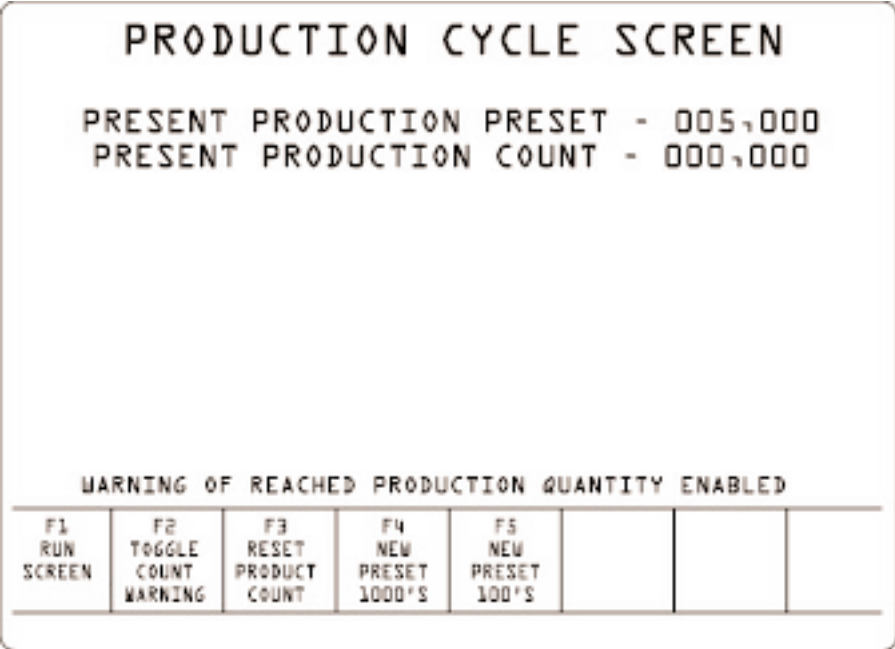 PRODUCTION CYCLE SCREEN
PRESENT PRODUCTION PRESET - 005,000
PRESENT PRODUCTION COUNT - 000,000
WARNING OF REACHED PRODUCTION QUANTITY ENABLED
F1
RUN
SCREEN
F2
TOGGLE
COUNT
WARNING
F3
RESET
PRODUCT
COUNT
F4
NEW
PRESET
1000'S
F5
NEW
PRESET
100'S